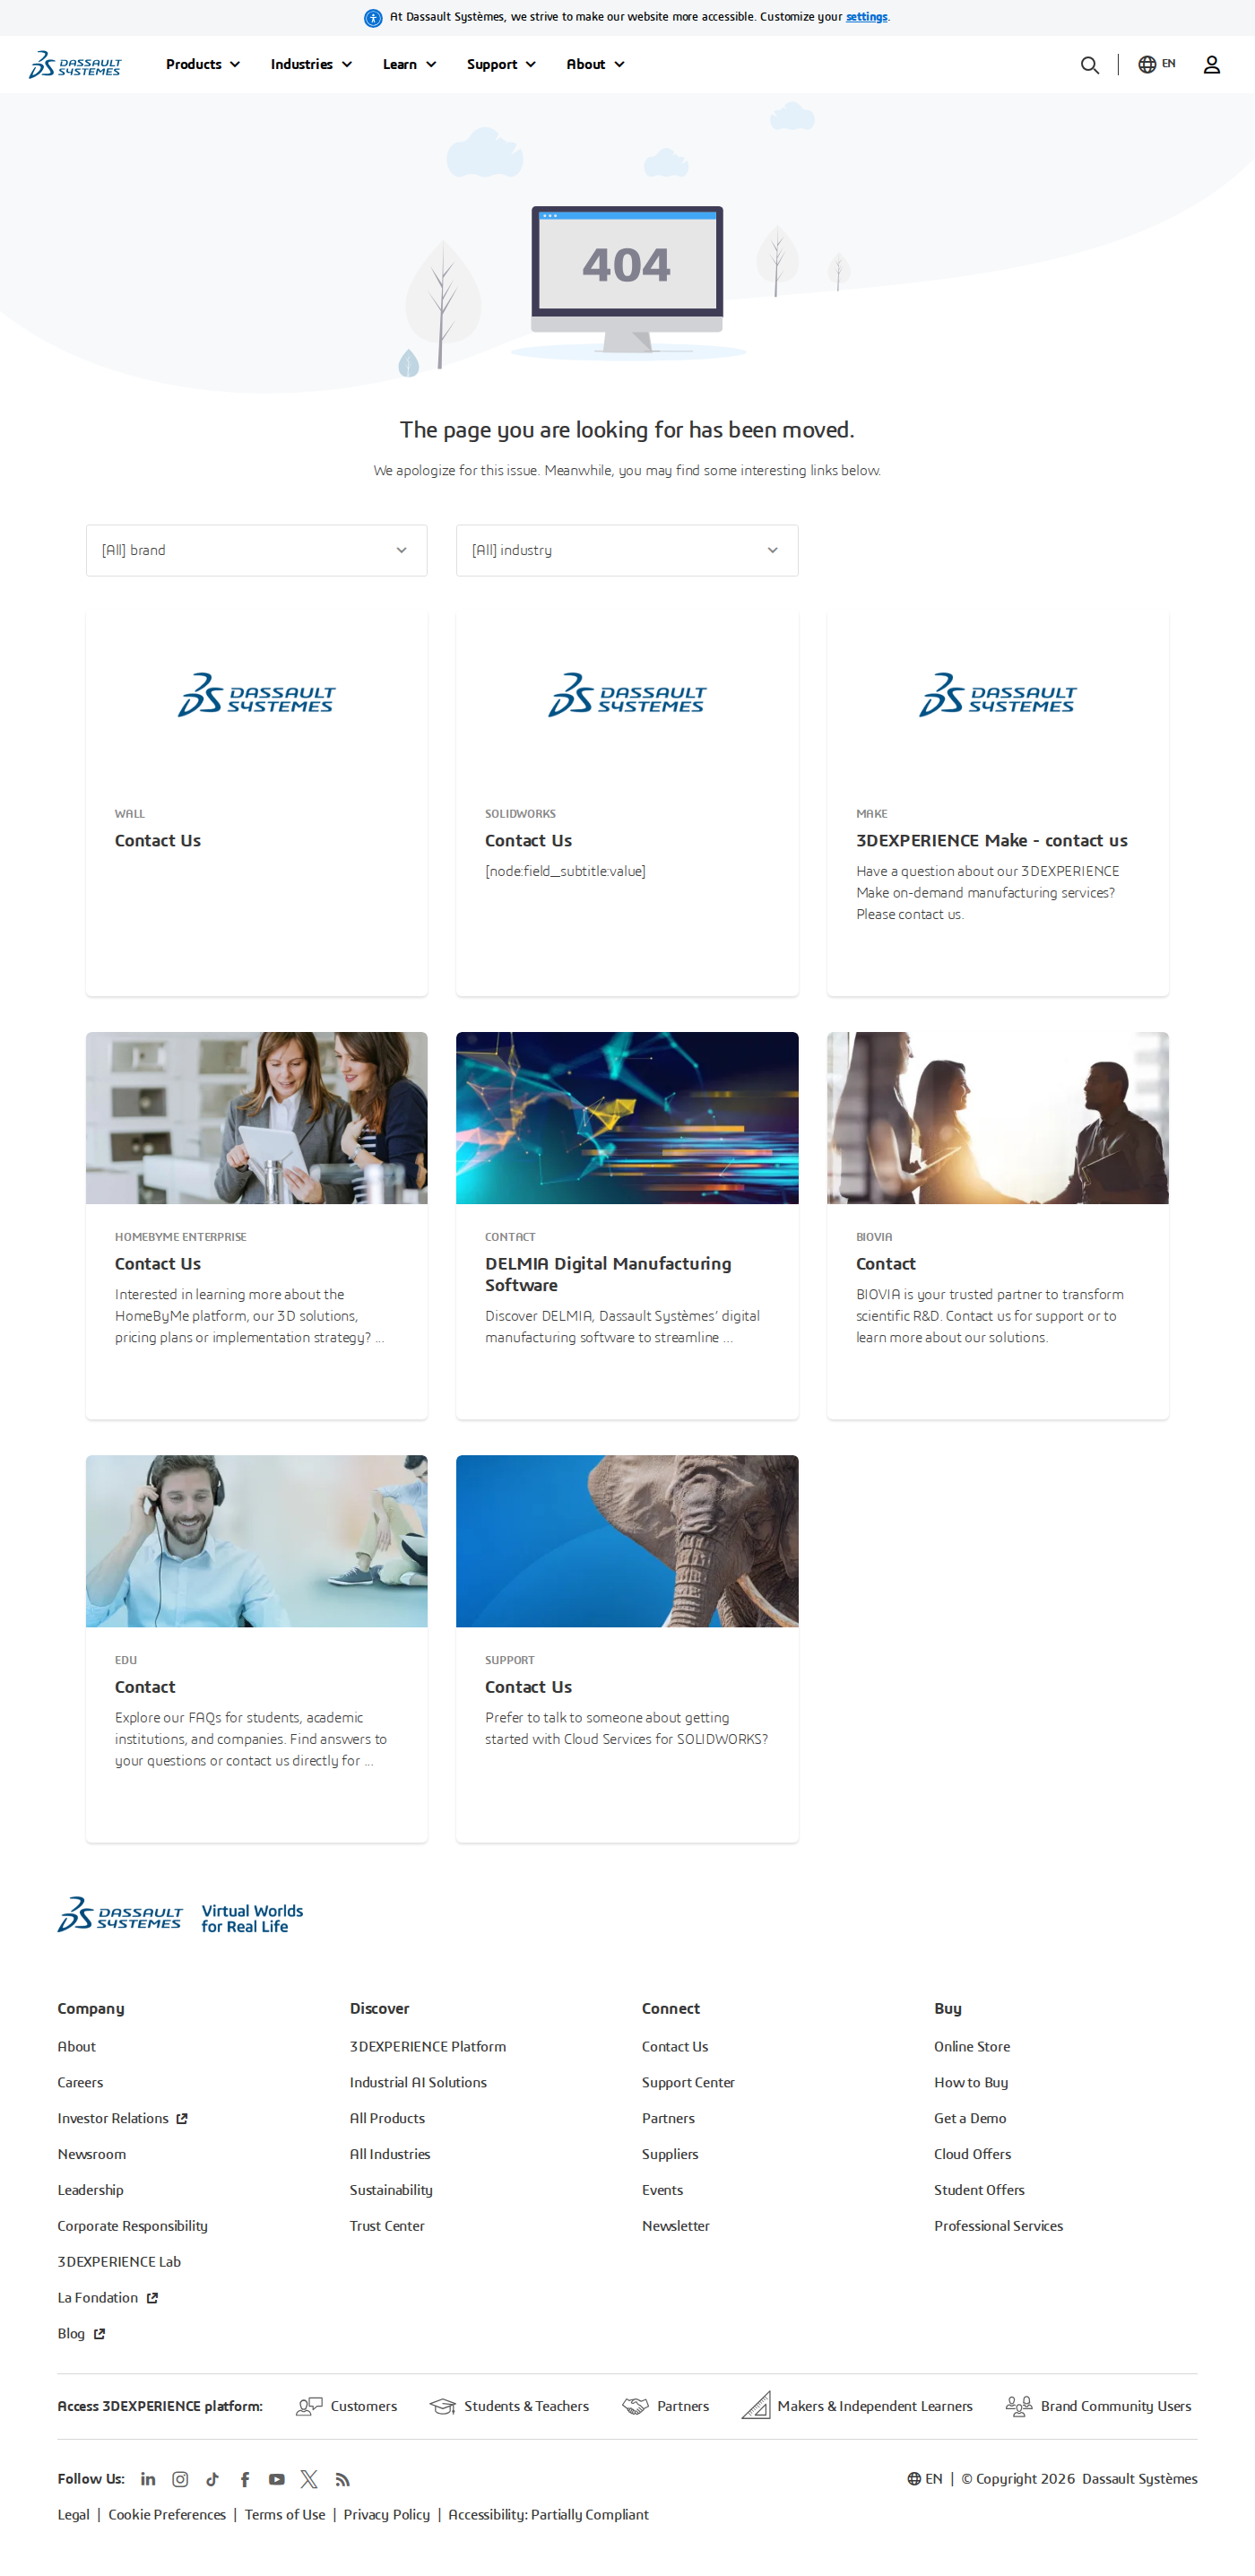 At Dassault Systèmes, we strive to make our website more accessible. Customize your settings.
DASSAULT SYSTEMES
Products Industries Learn Support About EN
404
The page you are looking for has been moved.
We apologize for this issue. Meanwhile, you may find some interesting links below.
[All] brand
[All] industry
DASSAULT SYSTEMES
WALL
Contact Us
DASSAULT SYSTEMES
SOLIDWORKS
Contact Us
[node:field_subtitle:value]
DASSAULT SYSTEMES
MAKE
3DEXPERIENCE Make - contact us
Have a question about our 3DEXPERIENCE
Make on-demand manufacturing services?
Please contact us.
HOMEBYME ENTERPRISE
Contact Us
Interested in learning more about the
HomeByMe platform, our 3D solutions,
pricing plans or implementation strategy? ...
CONTACT
DELMIA Digital Manufacturing
Software
Discover DELMIA, Dassault Systèmes’ digital
manufacturing software to streamline ...
BIOVIA
Contact
BIOVIA is your trusted partner to transform
scientific R&D. Contact us for support or to
learn more about our solutions.
EDU
Contact
Explore our FAQs for students, academic
institutions, and companies. Find answers to
your questions or contact us directly for ...
SUPPORT
Contact Us
Prefer to talk to someone about getting
started with Cloud Services for SOLIDWORKS?
DASSAULT SYSTEMES
Virtual Worlds
for Real Life
Company
About
Careers
Investor Relations
Newsroom
Leadership
Corporate Responsibility
3DEXPERIENCE Lab
La Fondation
Blog
Discover
3DEXPERIENCE Platform
Industrial AI Solutions
All Products
All Industries
Sustainability
Trust Center
Connect
Contact Us
Support Center
Partners
Suppliers
Events
Newsletter
Buy
Online Store
How to Buy
Get a Demo
Cloud Offers
Student Offers
Professional Services
Access 3DEXPERIENCE platform: Customers Students & Teachers Partners Makers & Independent Learners Brand Community Users
Follow Us:
EN | © Copyright 2026 Dassault Systèmes
Legal | Cookie Preferences | Terms of Use | Privacy Policy | Accessibility: Partially Compliant